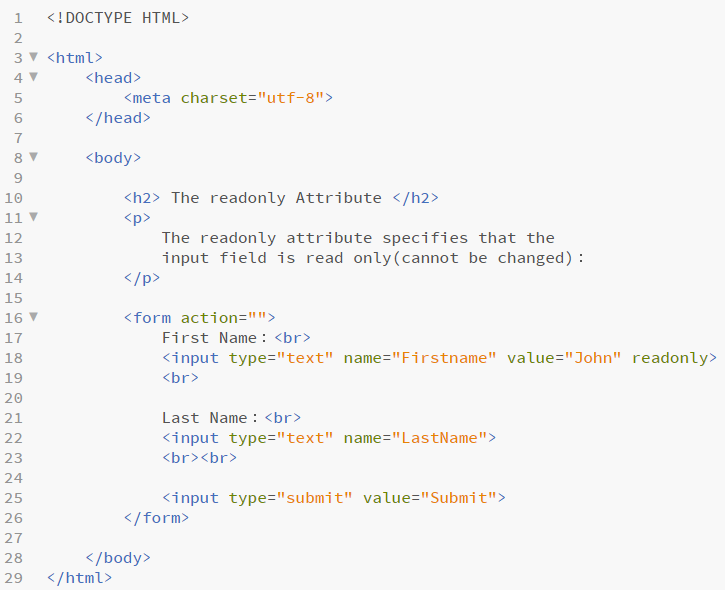 1 <!DOCTYPE HTML>
2
3 <html>
4     <head>
5         <meta charset="utf-8">
6     </head>
7
8     <body>
9
10         <h2> The readonly Attribute </h2>
11         <p>
12             The readonly attribute specifies that the
13             input field is read only(cannot be changed):
14         </p>
15
16         <form action="">
17             First Name:<br>
18             <input type="text" name="Firstname" value="John" readonly>
19             <br>
20
21             Last Name:<br>
22             <input type="text" name="LastName">
23             <br><br>
24
25             <input type="submit" value="Submit">
26         </form>
27
28     </body>
29 </html>